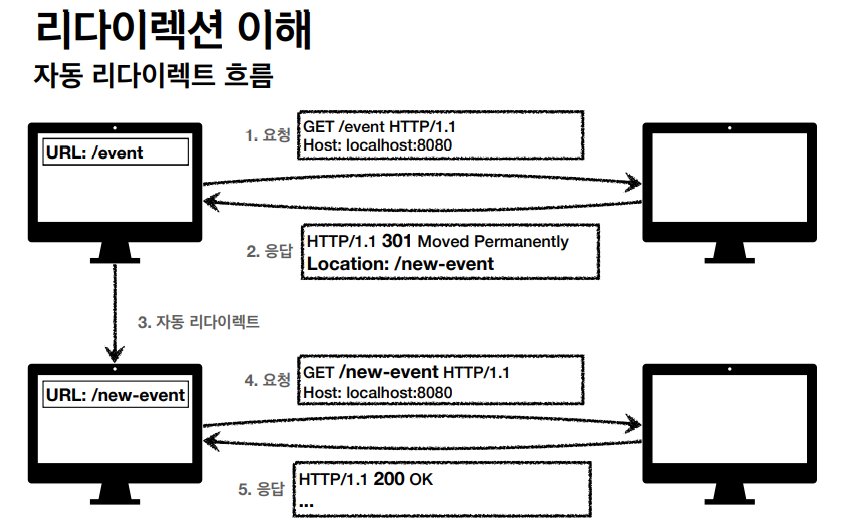 리다이렉션 이해
자동 리다이렉트 흐름
URL: /event
1. 요청
GET /event HTTP/1.1
Host: localhost:8080
2. 응답
HTTP/1.1 301 Moved Permanently
Location: /new-event
3. 자동 리다이렉트
URL: /new-event
4. 요청
GET /new-event HTTP/1.1
Host: localhost:8080
5. 응답
HTTP/1.1 200 OK
...